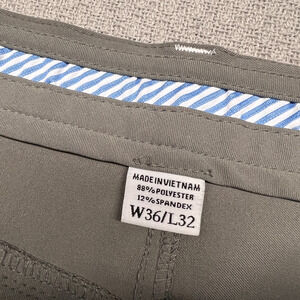 MADE IN VIETNAM
88% POLYESTER
12% SPANDEX
W36/L32